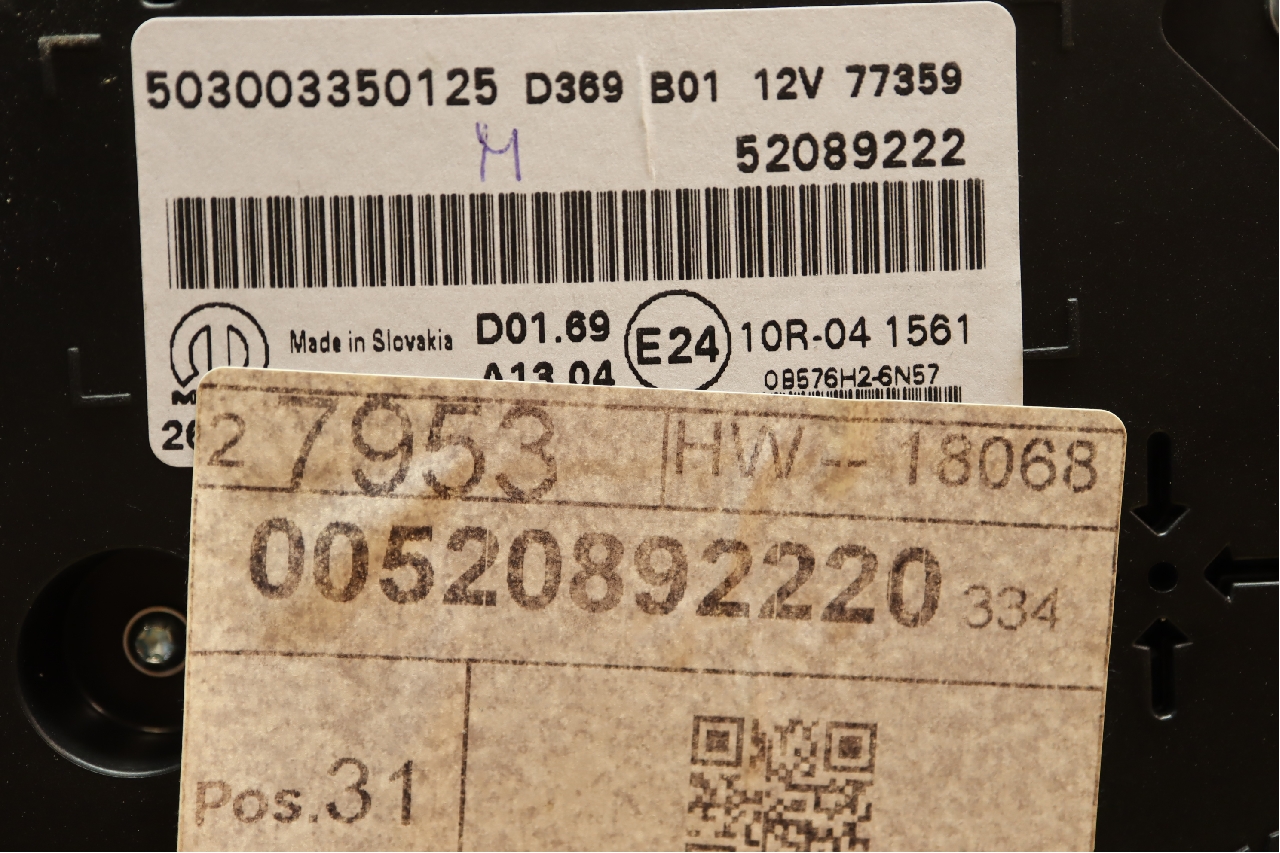 503003350125 D369 B01 12V 77359
52089222
Made in Slovakia
D01.69
E24
10R-04 1561
A13.04
0B576H2-6N57
2 7953 HW -- 18068
00520892220 334
Pos.31